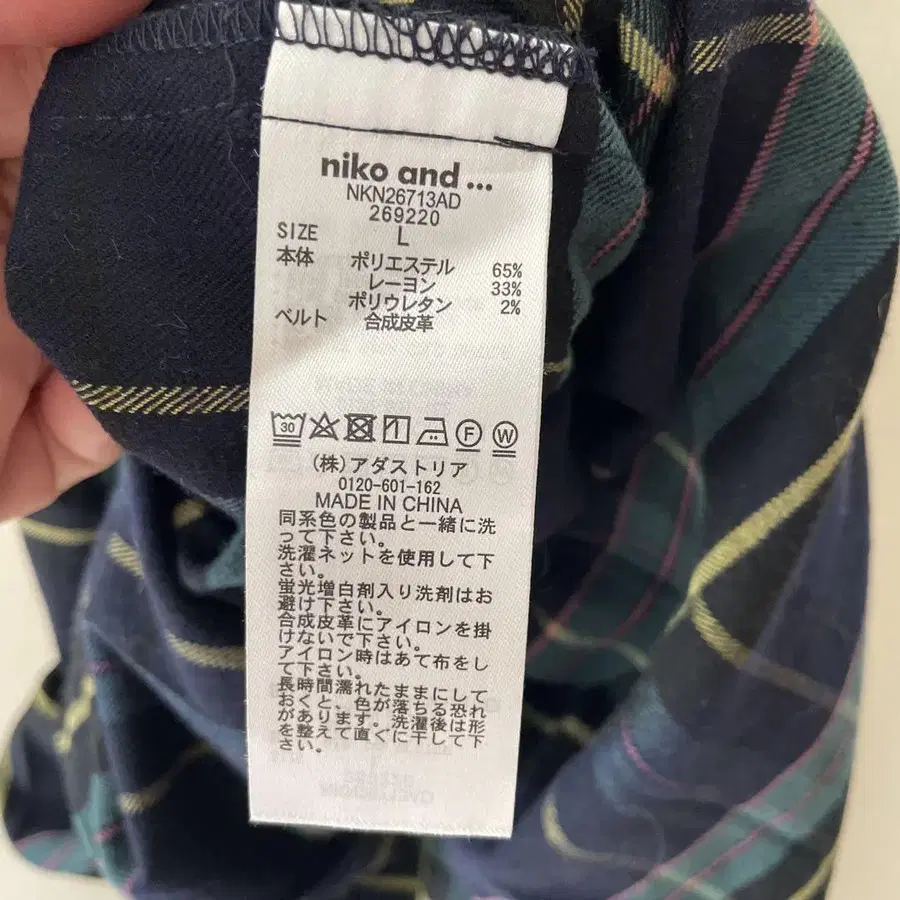 niko and ...
NKN26713AD
269220
SIZE L
本体 ポリエステル 65%
レーヨン 33%
ポリウレタン 2%
ベルト 合成皮革
30 F W
(株)アダストリア
0120-601-162
MADE IN CHINA
同系色の製品と一緒に洗
って下さい。
洗濯ネットを使用して下
さい。
蛍光増白剤入り洗剤はお
避け下さい。
合成皮革にアイロンを掛
けないで下さい。
アイロン時はあて布をし
て下さい。
長時間濡れたままにして
おくと、色が落ちる恐れ
があります。洗濯後は形
を整えて直ぐに干して下
さい。